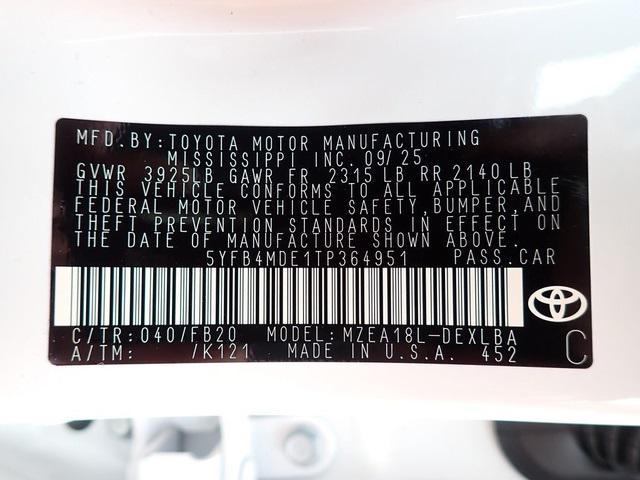 MFD.BY:TOYOTA MOTOR MANUFACTURING
MISSISSIPPI INC. 09/25
GVWR 3925LB GAWR FR 2315 LB RR 2140 LB
THIS VEHICLE CONFORMS TO ALL APPLICABLE
FEDERAL MOTOR VEHICLE SAFETY,BUMPER,AND
THEFT PREVENTION STANDARDS IN EFFECT ON
THE DATE OF MANUFACTURE SHOWN ABOVE.
5YFB4MDE1TP364951 PASS.CAR
C/TR: 040/FB20 MODEL: MZEA18L-DEXLBA
A/TM: /K121 MADE IN U.S.A. 452 C